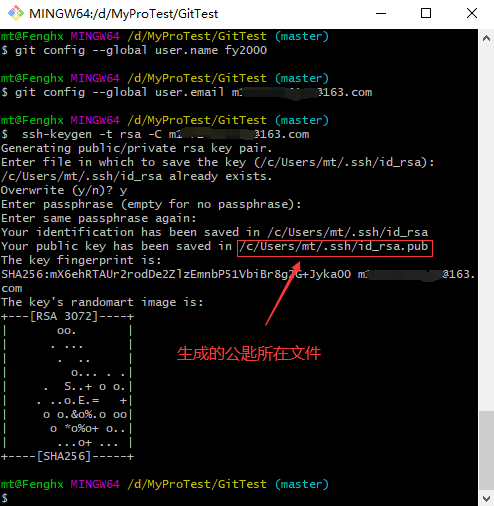 MINGW64:/d/MyProTest/GitTest
mt@Fenghx MINGW64 /d/MyProTest/GitTest (master)
$ git config --global user.name fy2000
mt@Fenghx MINGW64 /d/MyProTest/GitTest (master)
$ git config --global user.email m1 @163.com
mt@Fenghx MINGW64 /d/MyProTest/GitTest (master)
$  ssh-keygen -t rsa -C m1 @163.com
Generating public/private rsa key pair.
Enter file in which to save the key (/c/Users/mt/.ssh/id_rsa):
/c/Users/mt/.ssh/id_rsa already exists.
Overwrite (y/n)? y
Enter passphrase (empty for no passphrase):
Enter same passphrase again:
Your identification has been saved in /c/Users/mt/.ssh/id_rsa
Your public key has been saved in /c/Users/mt/.ssh/id_rsa.pub
The key fingerprint is:
@163.
com
The key's randomart image is:
+---[RSA 3072]----+
|      oo.        |
|     . ...       |
|      .  ..      |
|        o... . .|
|    .  S..+ o o.|
|   . ..o.E.=   +|
|    o o.&o%.o oo|
|     o *o%o+ o..|
|      ...o+ ... |
+----[SHA256]-----+
生成的公匙所在文件
mt@Fenghx MINGW64 /d/MyProTest/GitTest (master)
$